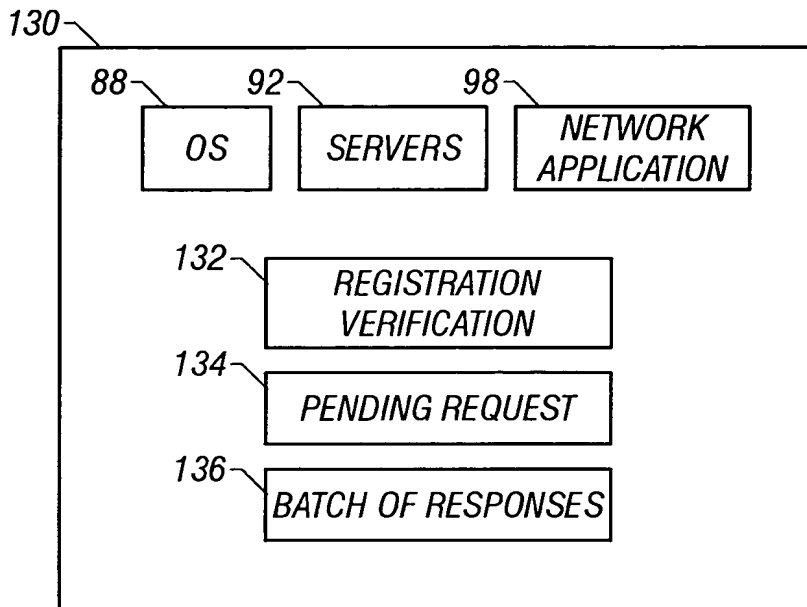 130
88
92
98
OS
SERVERS
NETWORK
APPLICATION
132
REGISTRATION
VERIFICATION
134
PENDING REQUEST
136
BATCH OF RESPONSES